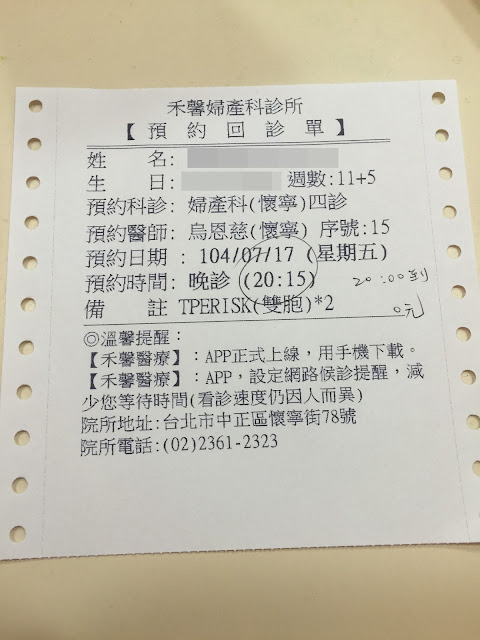 禾馨婦產科診所
【預約回診單】
姓 名:
生 日: 週數:11+5
預約科診: 婦產科(懷寧)四診
預約醫師: 烏恩慈(懷寧) 序號:15
預約日期 : 104/07/17 (星期五)
預約時間: 晚診 (20:15) 20:00到
備 註 TPERISK(雙胞)*2 0元
◎溫馨提醒：
【禾馨醫療】：APP正式上線，用手機下載。
【禾馨醫療】：APP，設定網路候診提醒，減
少您等待時間(看診速度仍因人而異)
院所地址:台北市中正區懷寧街78號
院所電話:(02)2361-2323